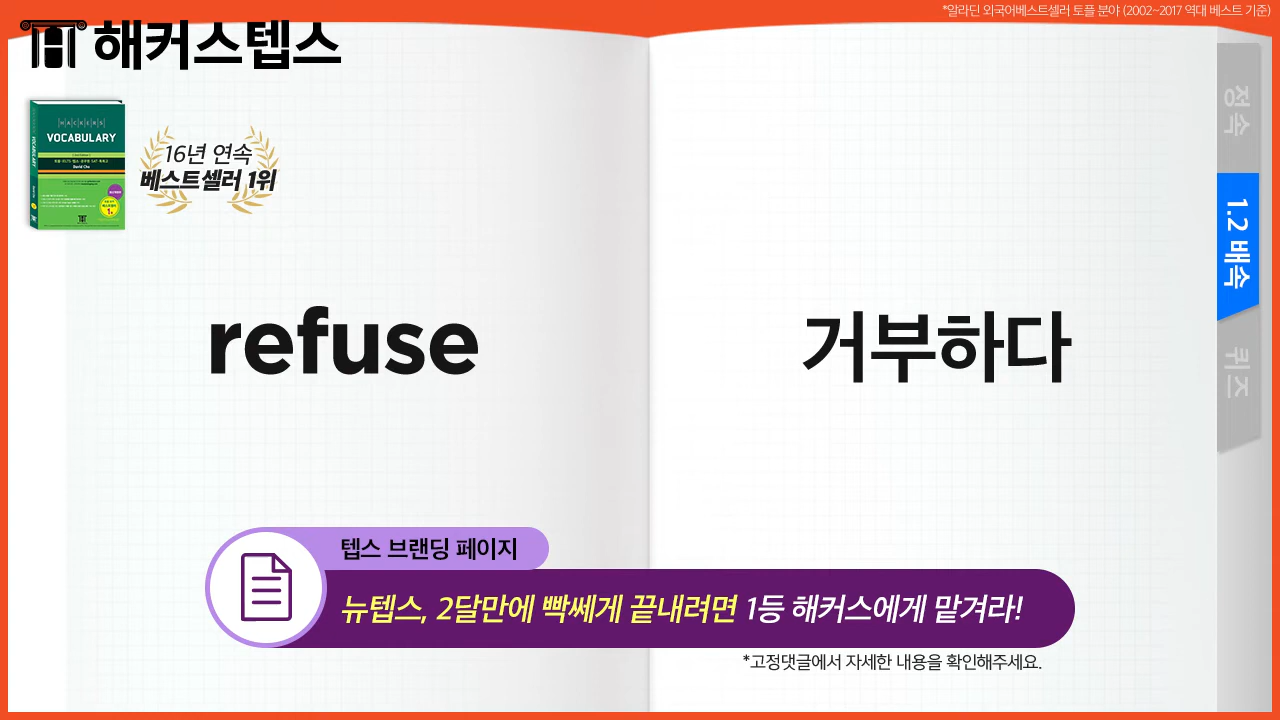 *알라딘 외국어베스트셀러 토플 분야 (2002~2017 역대 베스트 기준)
해커스텝스
HACKERS
VOCABULARY
David Cho
16년 연속
베스트셀러 1위
정속
1.2 배속
퀴즈
refuse
거부하다
텝스 브랜딩 페이지
뉴텝스, 2달만에 빡쎄게 끝내려면 1등 해커스에게 맡겨라!
*고정댓글에서 자세한 내용을 확인해주세요.